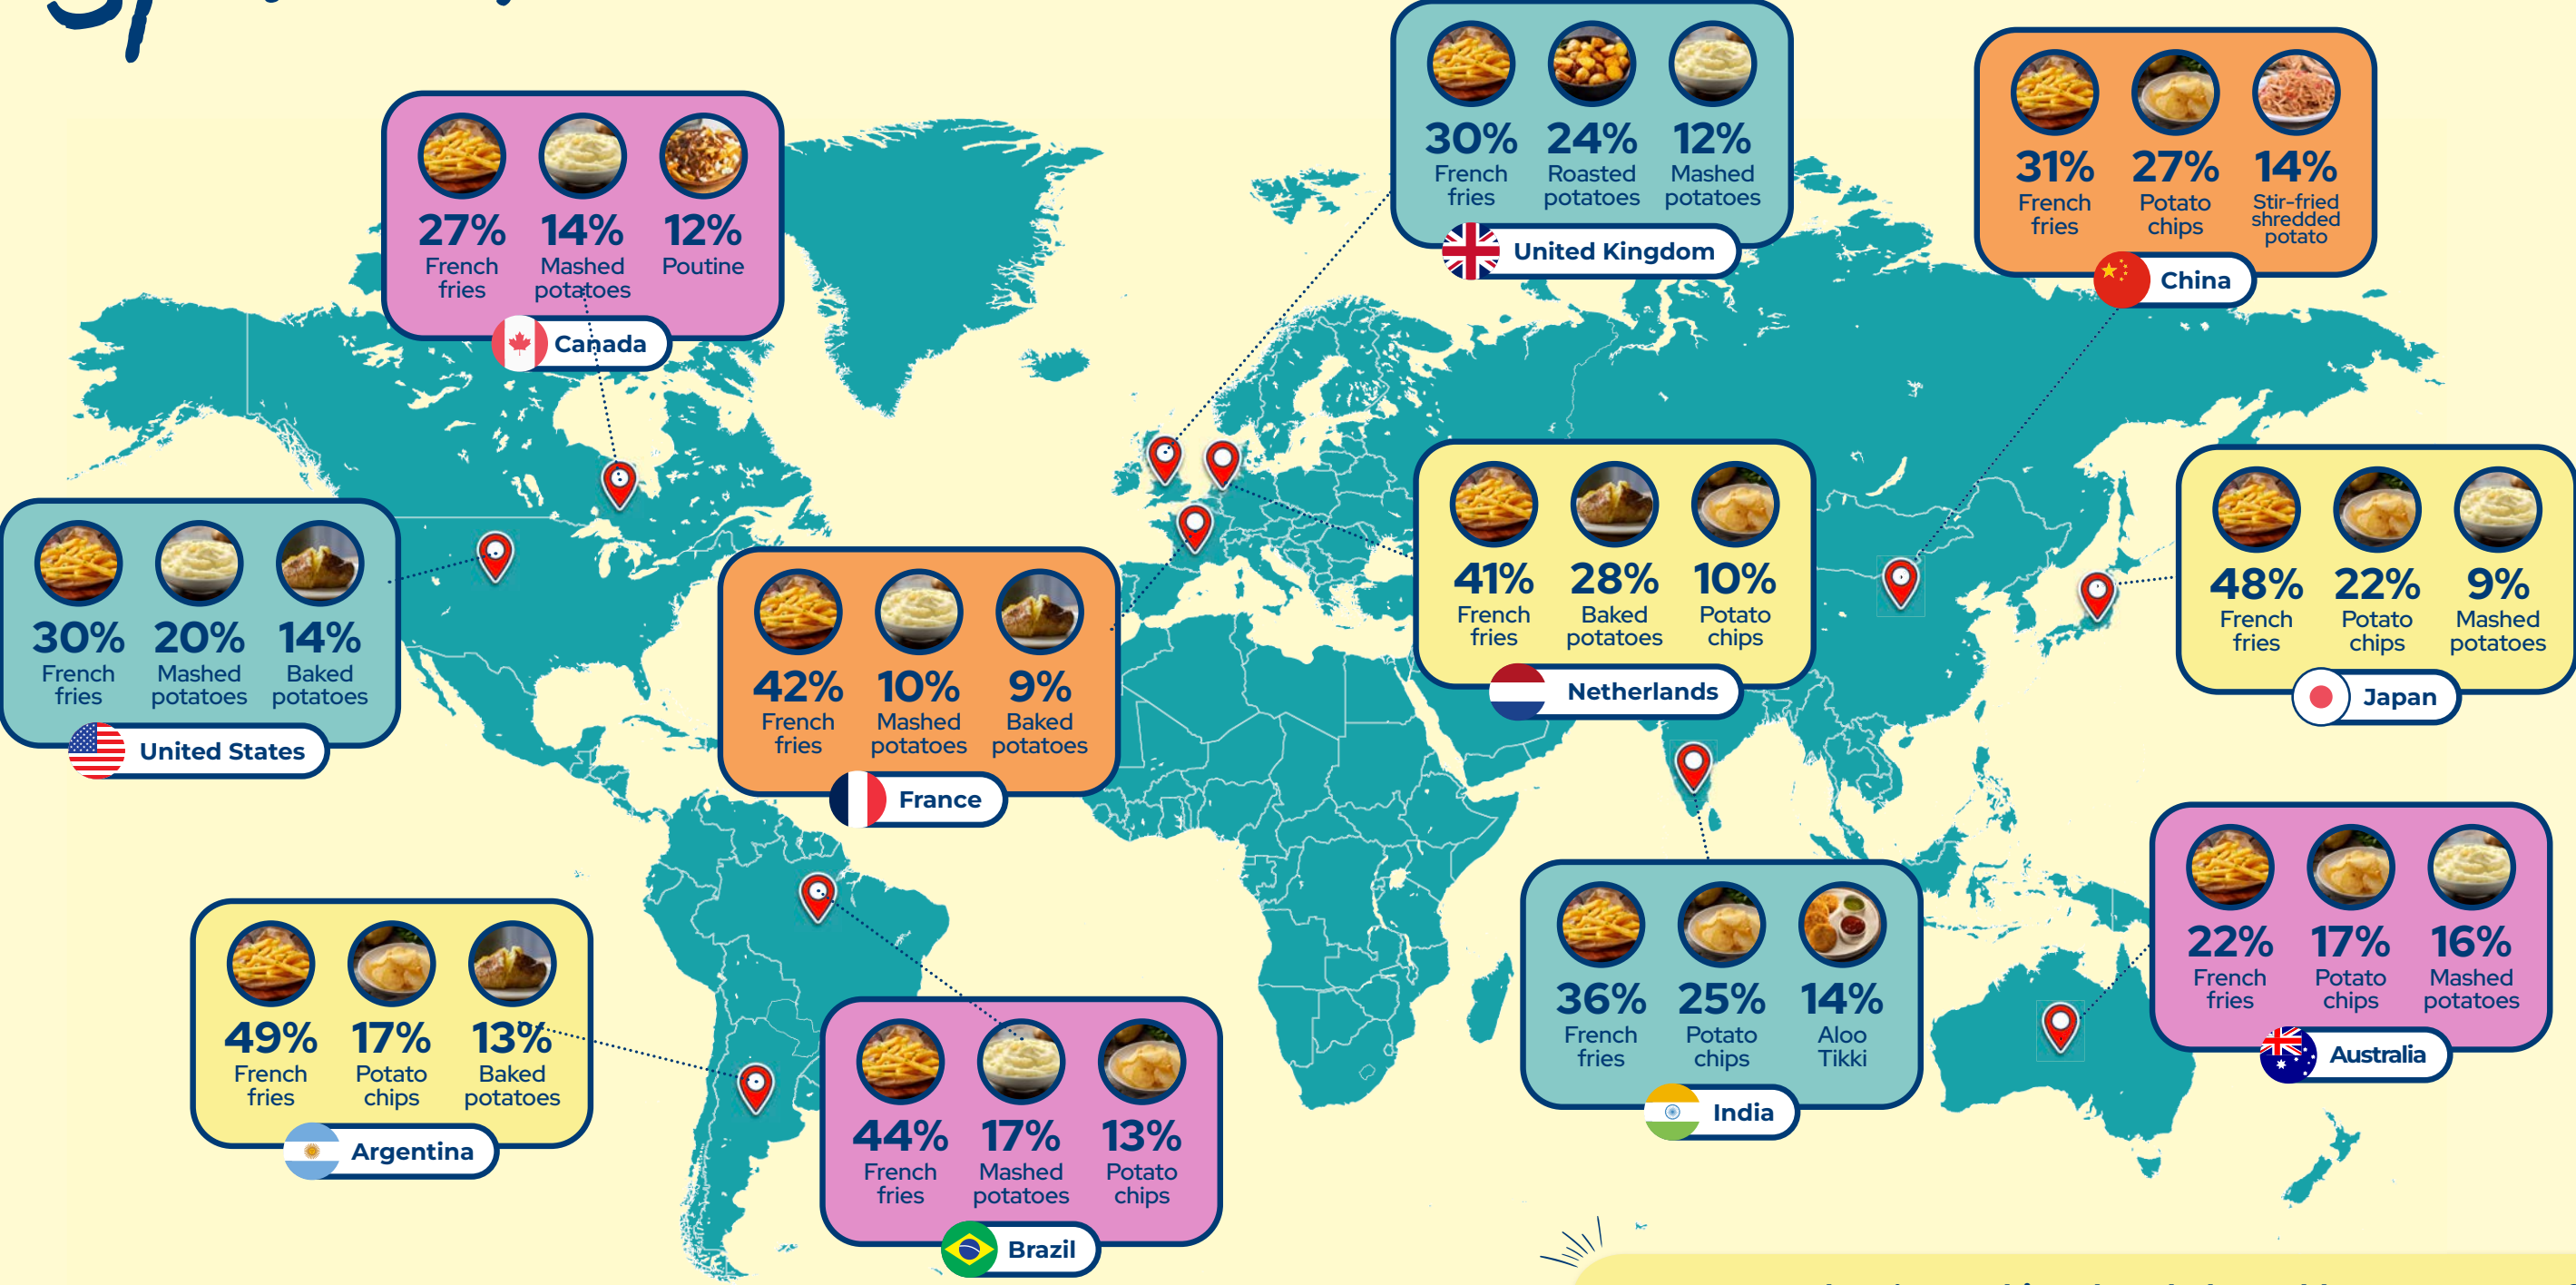 30% 24% 12%
French Roasted Mashed
fries potatoes potatoes
United Kingdom
31% 27% 14%
French Potato Stir-fried
fries chips shredded
potato
China
27% 14% 12%
French Mashed Poutine
fries potatoes
Canada
41% 28% 10%
French Baked Potato
fries potatoes chips
Netherlands
48% 22% 9%
French Potato Mashed
fries chips potatoes
Japan
30% 20% 14%
French Mashed Baked
fries potatoes potatoes
United States
42% 10% 9%
French Mashed Baked
fries potatoes potatoes
France
22% 17% 16%
French Potato Mashed
fries chips potatoes
Australia
36% 25% 14%
French Potato Aloo
fries chips Tikki
India
49% 17% 13%
French Potato Baked
fries chips potatoes
Argentina
44% 17% 13%
French Mashed Potato
fries potatoes chips
Brazil